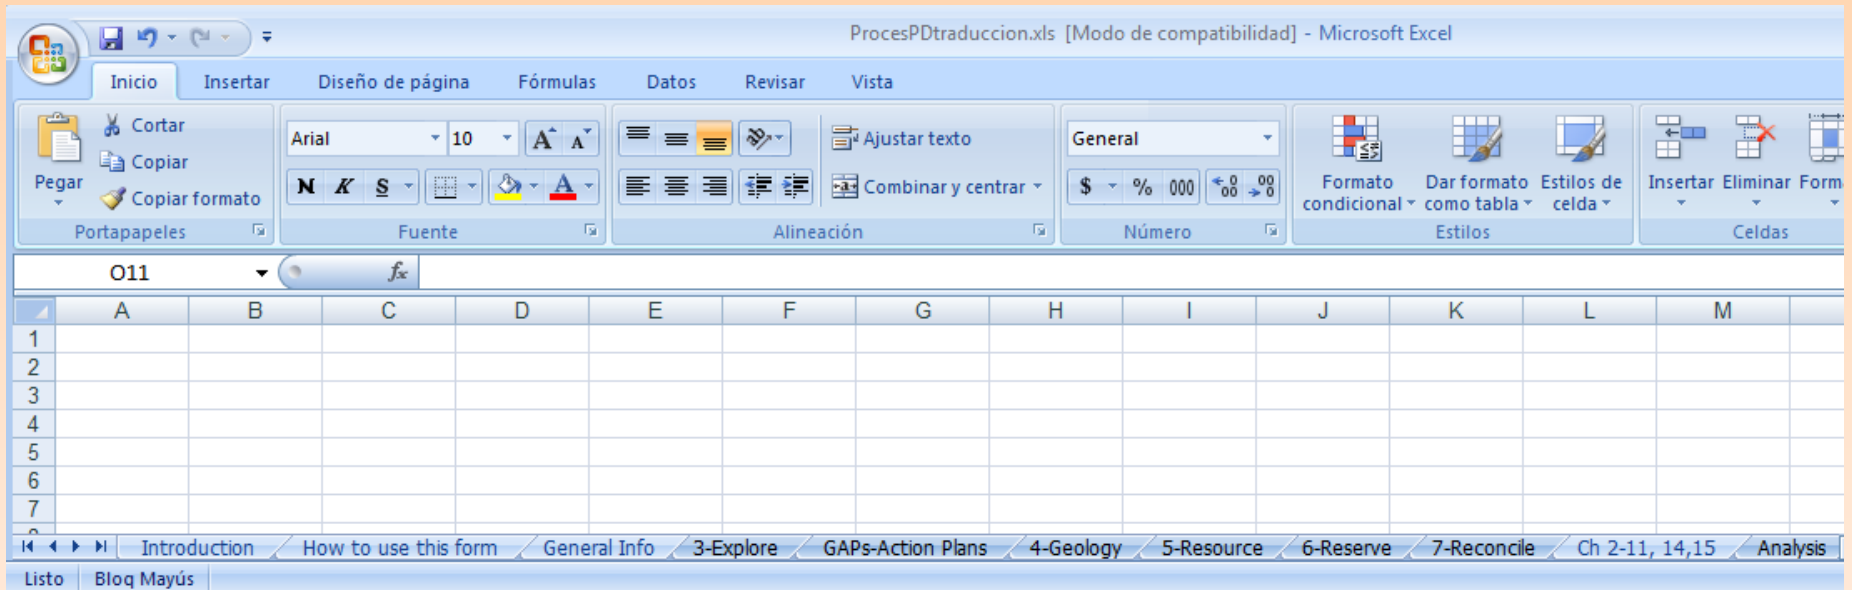 ProcesPDtraduccion.xls [Modo de compatibilidad] - Microsoft Excel
Inicio Insertar Diseño de página Fórmulas Datos Revisar Vista
Pegar
Cortar
Copiar
Copiar formato
Portapapeles
Arial 10
A A
N K S A
Fuente
Ajustar texto
Combinar y centrar
Alineación
General
$ % 000
Número
Formato condicional
Dar formato como tabla
Estilos de celda
Estilos
Insertar Eliminar Form
Celdas
O11 fx
A B C D E F G H I J K L M
1
2
3
4
5
6
7
Introduction How to use this form General Info 3-Explore GAPs-Action Plans 4-Geology 5-Resource 6-Reserve 7-Reconcile Ch 2-11, 14,15 Analysis
Listo Bloq Mayús